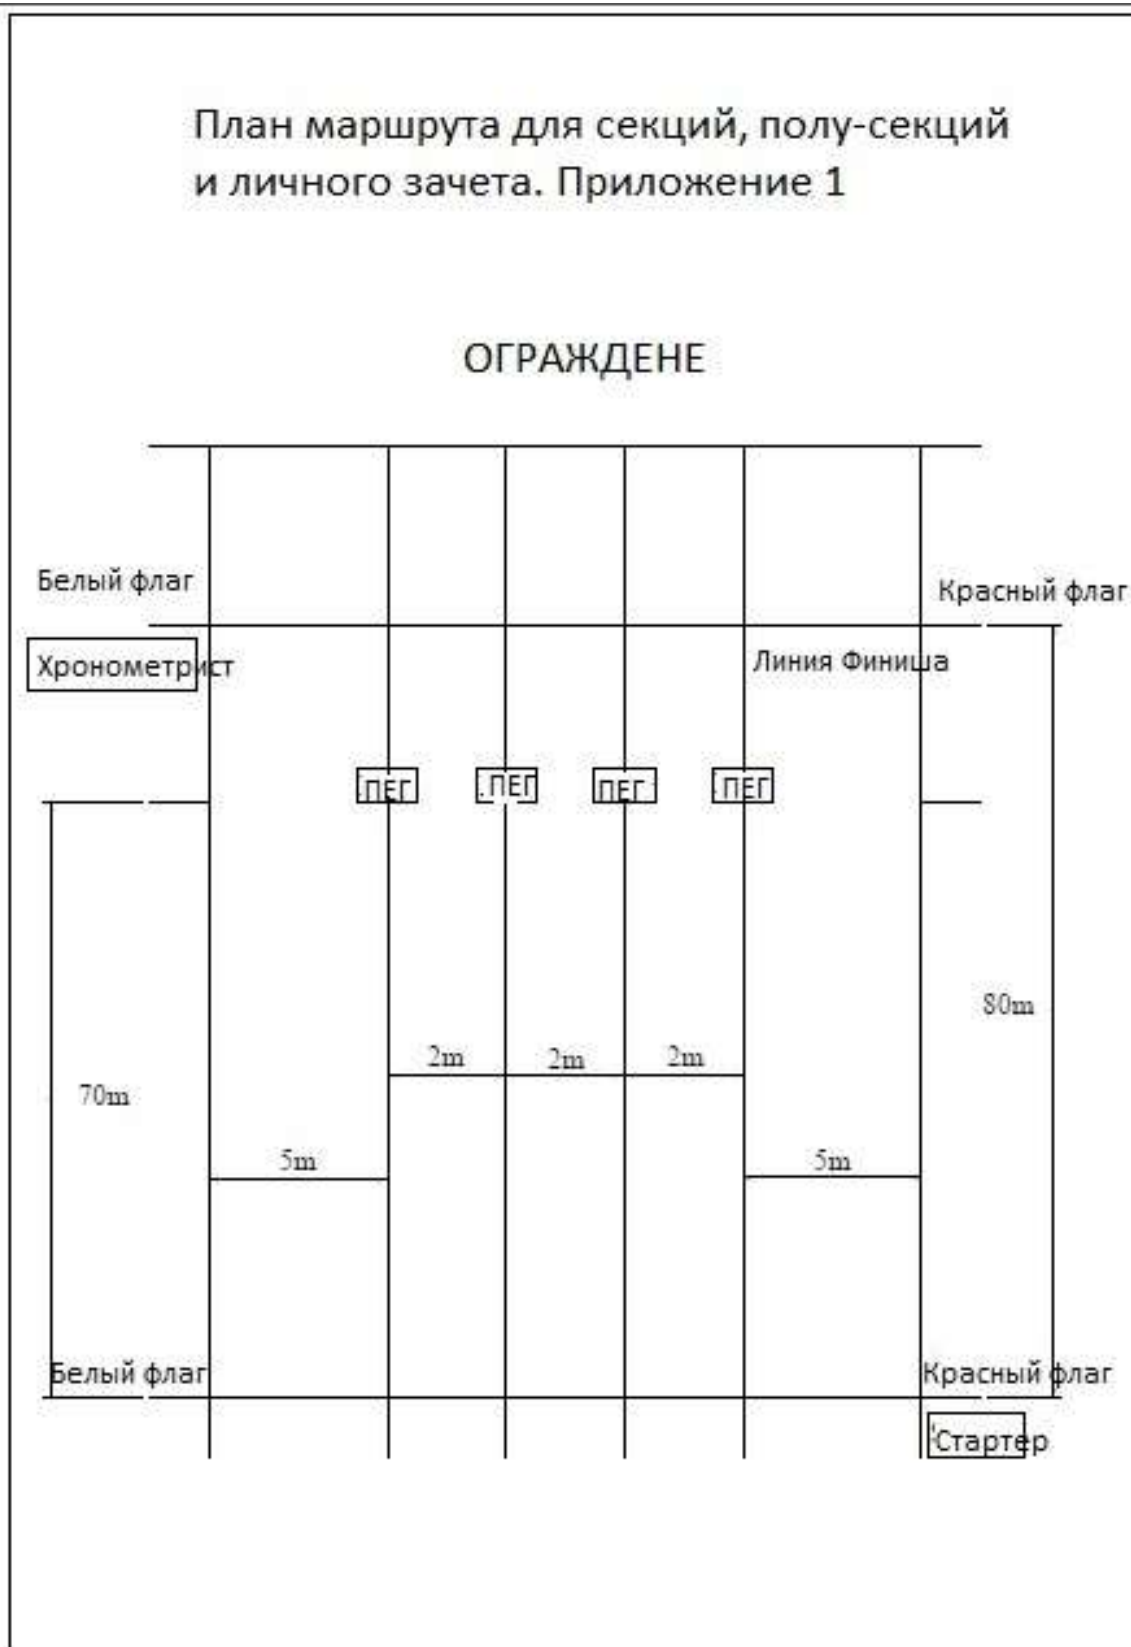 План маршрута для секций, полу-секций
и личного зачета. Приложение 1
ОГРАЖДЕНЕ
Белый флаг
Красный флаг
Хронометрист
Линия Финиша
ПЕГ
ПЕГ
ПЕГ
ПЕГ
80m
2m
2m
2m
70m
5m
5m
Белый флаг
Красный флаг
Стартер